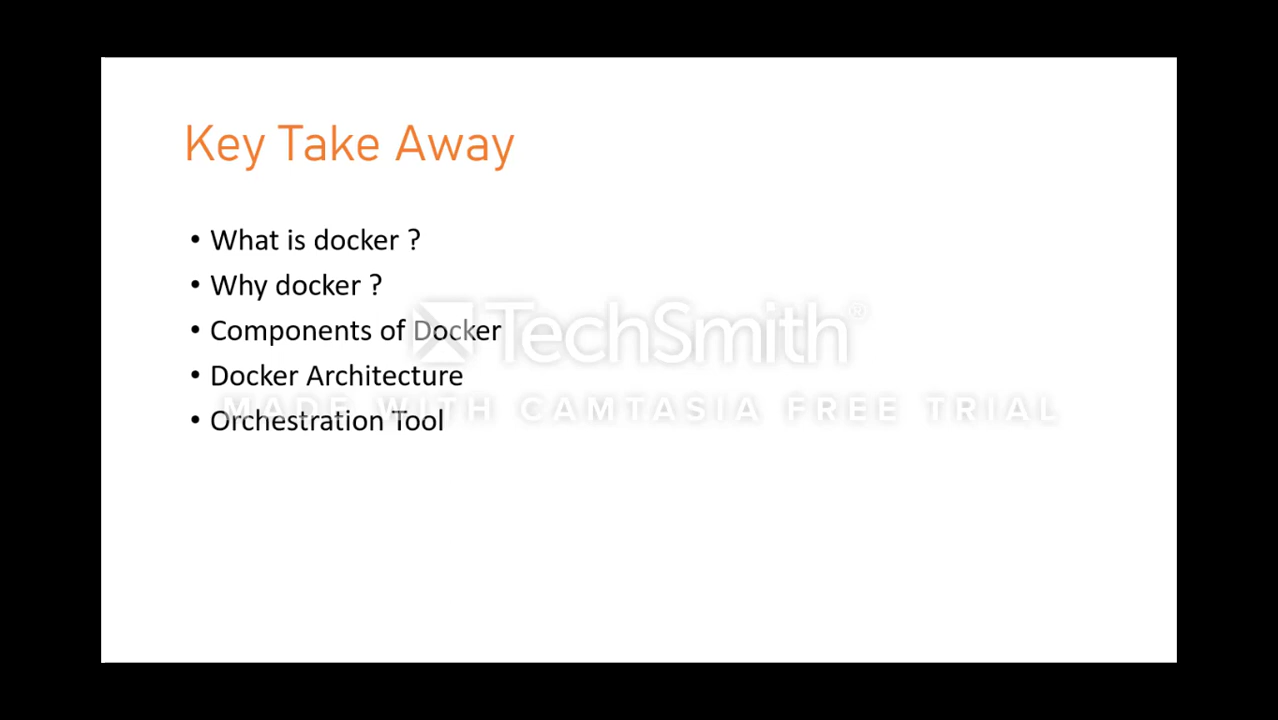 Key Take Away
• What is docker ?
• Why docker ?
TechSmith®
• Components of Docker
• Docker Architecture
MADE WITH CAMTASIA FREE TRIAL
• Orchestration Tool